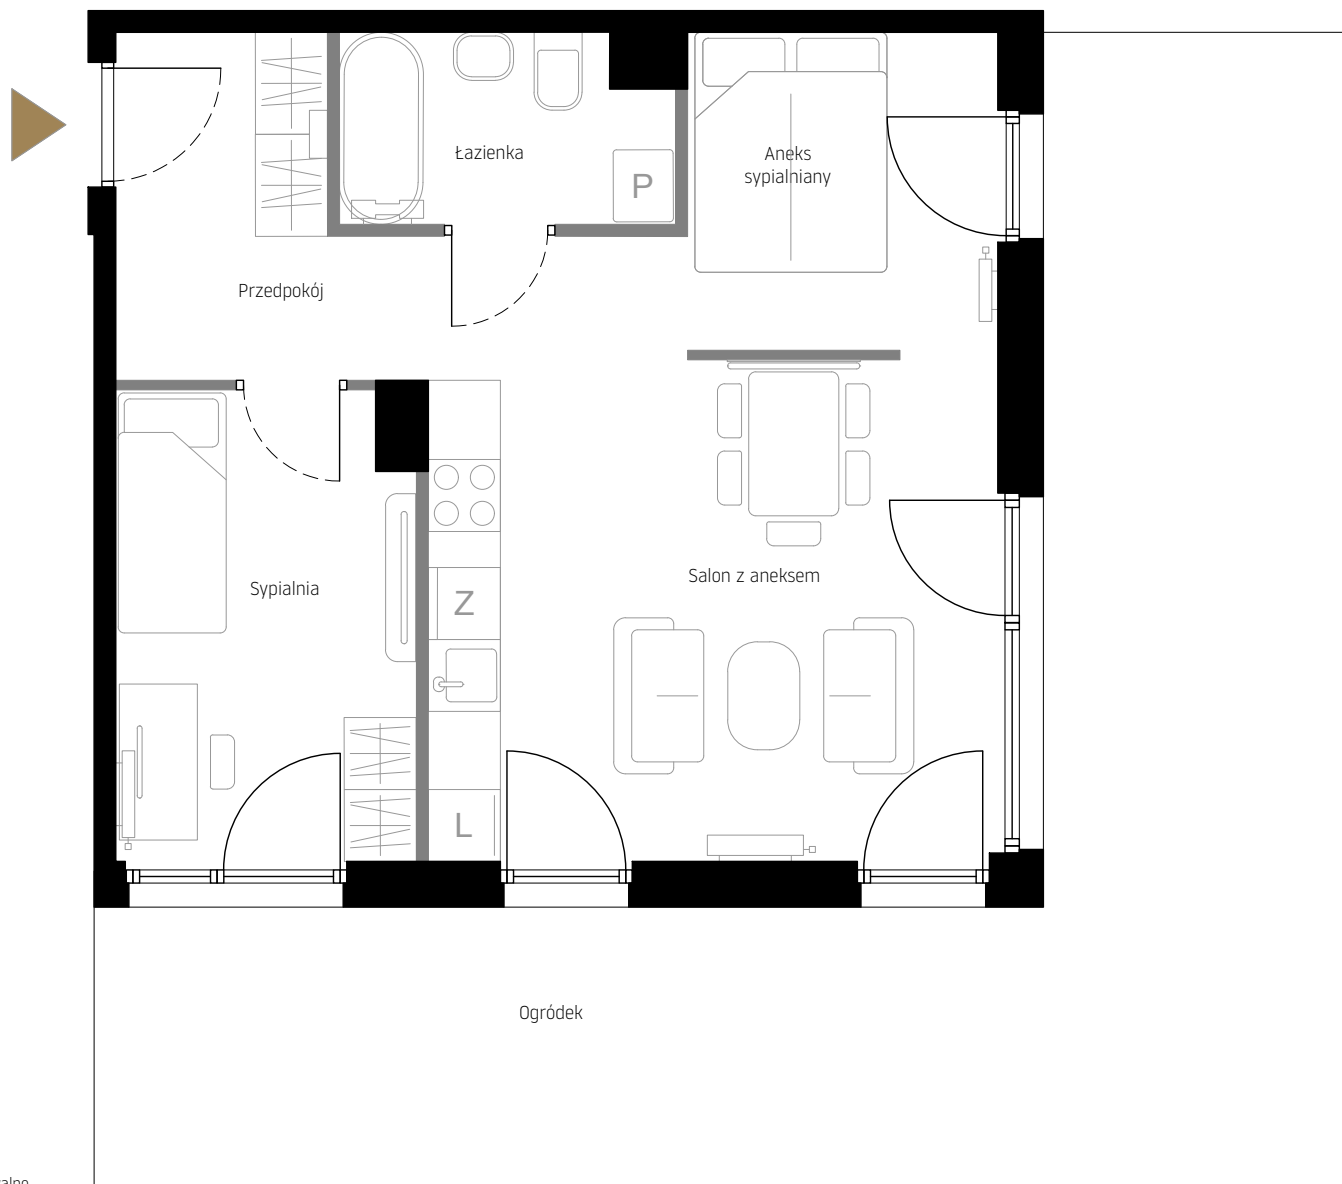 Łazienka
P
Aneks
sypialniany
Przedpokój
Salon z aneksem
Sypialnia
Z
L
Ogródek